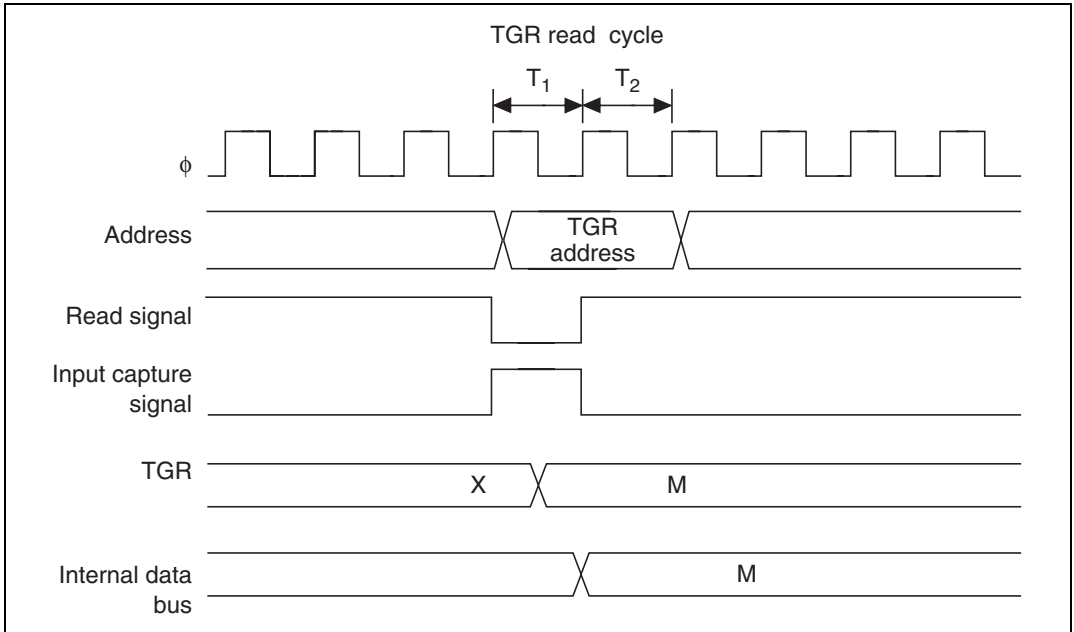 TGR read cycle
T1 T2
φ
Address
TGR
address
Read signal
Input capture
signal
TGR
X M
Internal data
bus
M